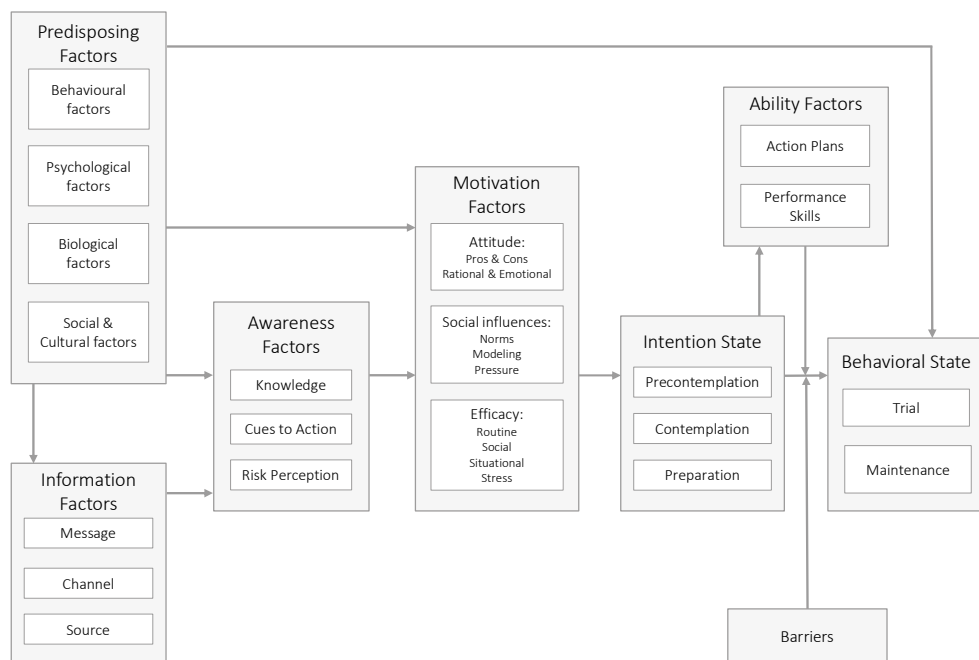 Predisposing
Factors
Behavioural
factors
Psychological
factors
Biological
factors
Social &
Cultural factors
Information
Factors
Message
Channel
Source
Awareness
Factors
Knowledge
Cues to Action
Risk Perception
Motivation
Factors
Attitude:
Pros & Cons
Rational & Emotional
Social influences:
Norms
Modeling
Pressure
Efficacy:
Routine
Social
Situational
Stress
Intention State
Precontemplation
Contemplation
Preparation
Ability Factors
Action Plans
Performance
Skills
Behavioral State
Trial
Maintenance
Barriers